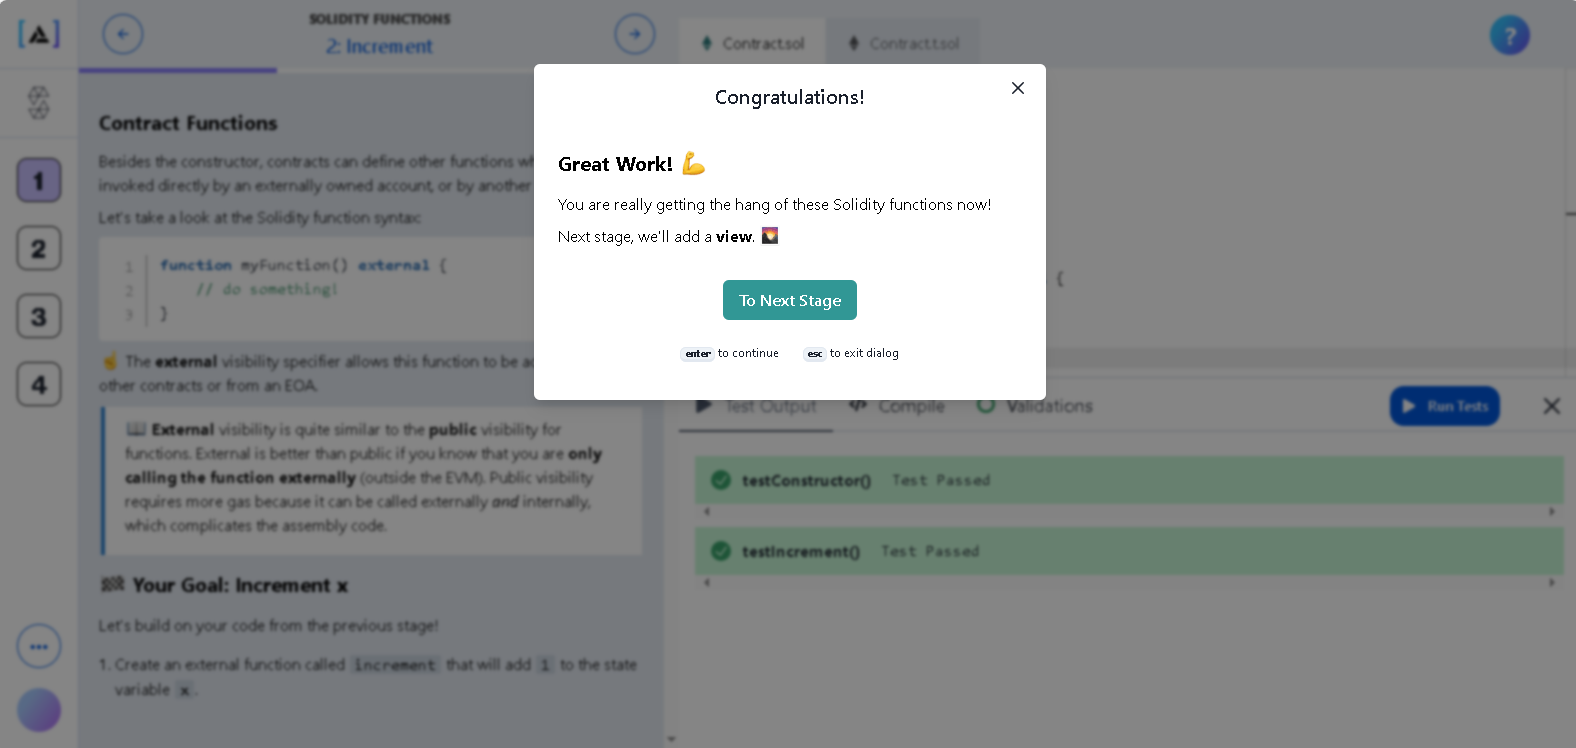 SOLIDITY FUNCTIONS
2: Increment
Contract.sol
Contract.t.sol
?
Congratulations!
Great Work! 💪
You are really getting the hang of these Solidity functions now!
Next stage, we'll add a view. 🌄
To Next Stage
enter to continue
esc to exit dialog
1
2
3
4
Contract Functions
Besides the constructor, contracts can define other functions
invoked directly by an externally owned account, or by another
Let's take a look at the Solidity function syntax:
1 function myFunction() external {
2 // do something!
3 }
☝️ The external visibility specifier allows this function to be
other contracts or from an EOA.
📖 External visibility is quite similar to the public visibility for
functions. External is better than public if you know that you are only
calling the function externally (outside the EVM). Public visibility
requires more gas because it can be called externally and internally,
which complicates the assembly code.
🏁 Your Goal: Increment x
Let's build on your code from the previous stage!
1. Create an external function called increment that will add 1 to the state
variable x.
{
Test Output
Compile
Validations
Run Tests
testConstructor() Test Passed
testIncrement() Test Passed